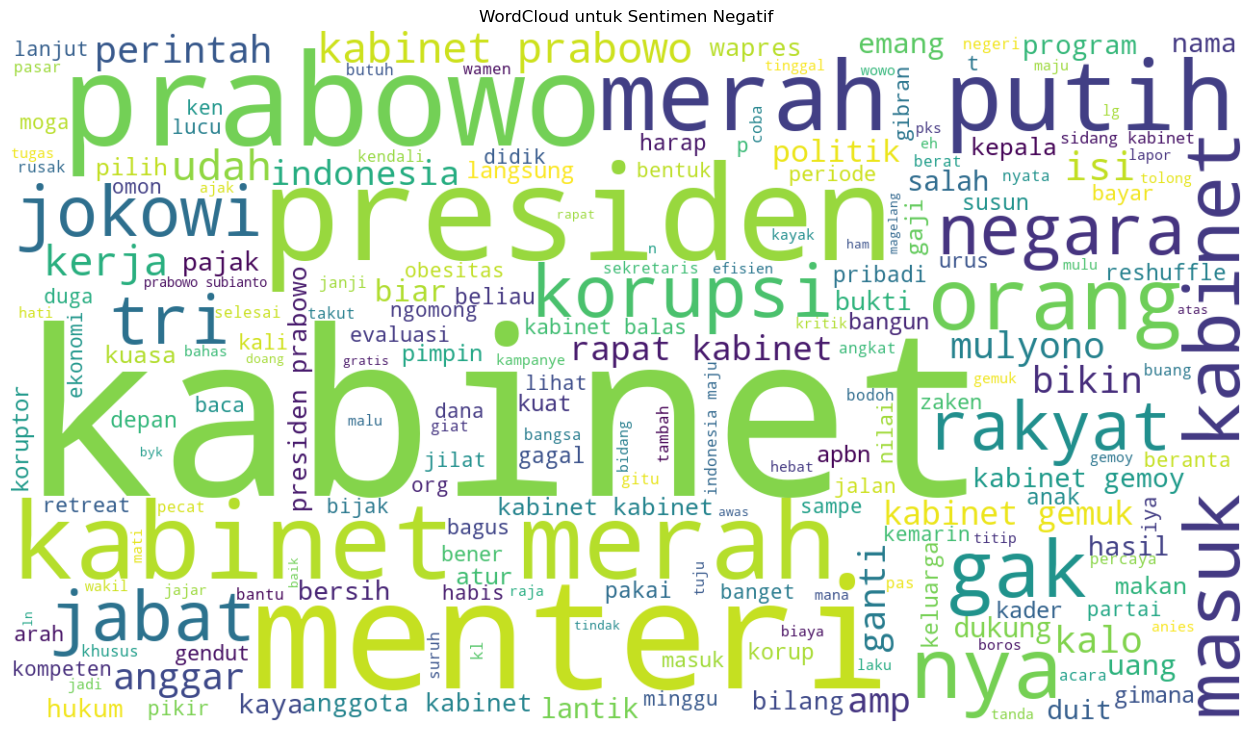 WordCloud untuk Sentimen Negatif
lanjut perintah kabinet prabowo wapres emang negeri program nama
pasar butuh wamen tinggal wowo t maju
prabowo merah putih
ken lucu moga coba gibran lg
tugas rusak pilih udah kendali didik harap p politik pks eh kepala sidang kabinet
omon ajak indonesia langsung bentuk periode berat nyata isi lapor tolong
jokowi presiden rapat salah susun bayar
kayak ham magelang gaji negara
kerja pajak n urus mulu reshuffle
prabowo subianto janji obesitas sekretaris efisien pribadi
hati duga tri selesai takut biar beliau korupsi bukti orang atas
ngomong kritik bangun
ekonomi kuasa bahas kali doang evaluasi kabinet balas
presiden prabowo gratis pimpin kampanye rapat kabinet angkat mulyono buang
kabinet
koruptor depan baca malu dana giat lihat kuat indonesia maju bodoh zaken gemuk bikin
byk jilat bangsa gagal bidang tambah apbn nilai rakyat
org gitu hebat jalan gemoy beranta
masuk kabinet
retreat pecat bijak kabinet kabinet awas sampe kabinet gemoy
kabinet merah bagus kabinet gemuk anak iya
mati bener kemarin titip hasil
wakil jajar baik atur tuju keluarga gak percaya
ln bantu bersih habis raja pakai banget mana ganti pas makan
jabat menteri kader partai
arah khusus gendut suruh kl tindak biaya dukung kalo anies
kompeten jadi anggar masuk korup laku nya boros acara uang
hukum pikir kaya anggota kabinet lantik minggu bilang amp tanda duit gimana